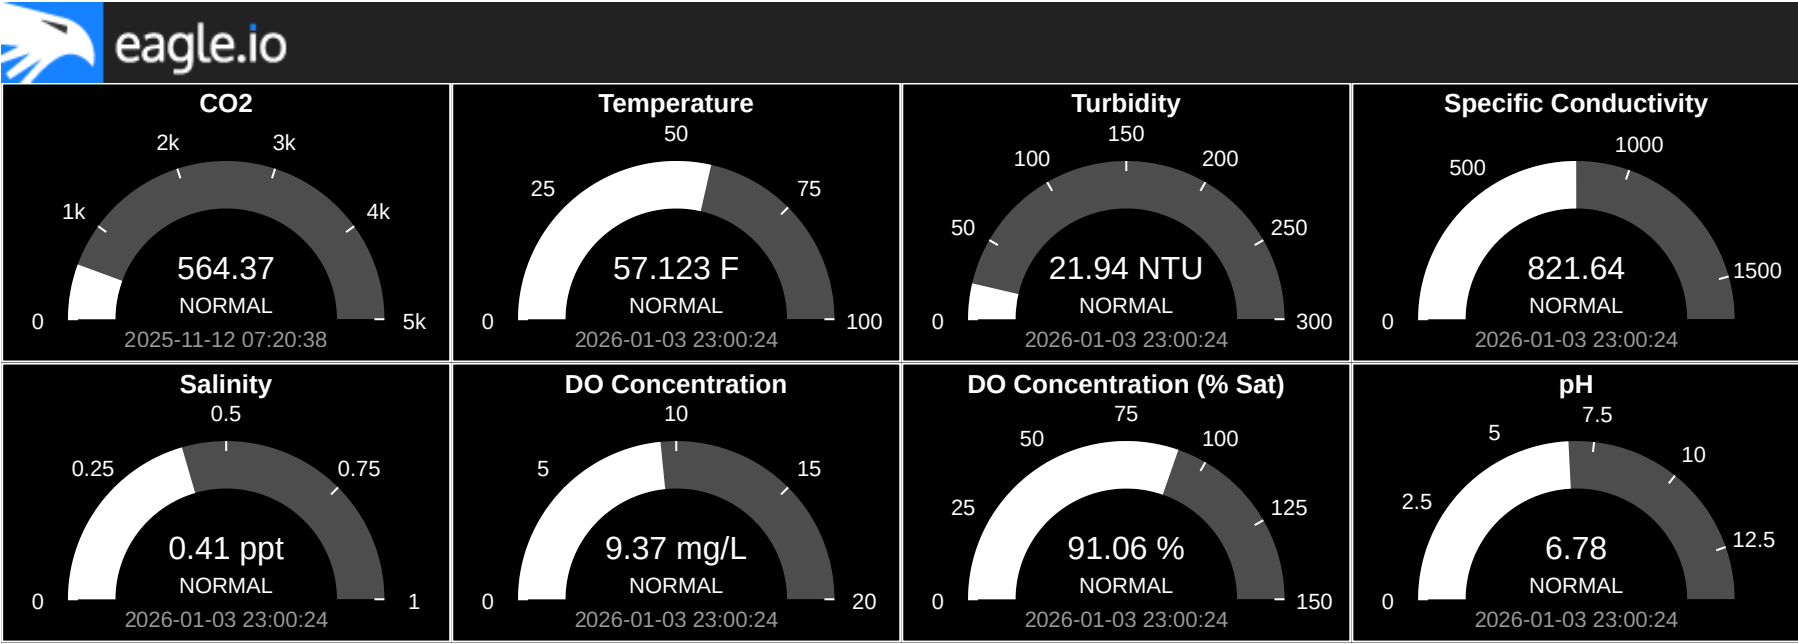 eagle.io
CO2
2k 3k
1k 4k
564.37
NORMAL
0 5k
2025-11-12 07:20:38
Temperature
50
25 75
57.123 F
NORMAL
0 100
2026-01-03 23:00:24
Turbidity
150
100 200
50 250
21.94 NTU
NORMAL
0 300
2026-01-03 23:00:24
Specific Conductivity
1000
500
821.64 1500
NORMAL
0
2026-01-03 23:00:24
Salinity
0.5
0.25 0.75
0.41 ppt
NORMAL
0 1
2026-01-03 23:00:24
DO Concentration
10
5 15
9.37 mg/L
NORMAL
0 20
2026-01-03 23:00:24
DO Concentration (% Sat)
75
50 100
25 125
91.06 %
NORMAL
0 150
2026-01-03 23:00:24
pH
7.5
5 10
2.5
12.5
6.78
NORMAL
0
2026-01-03 23:00:24